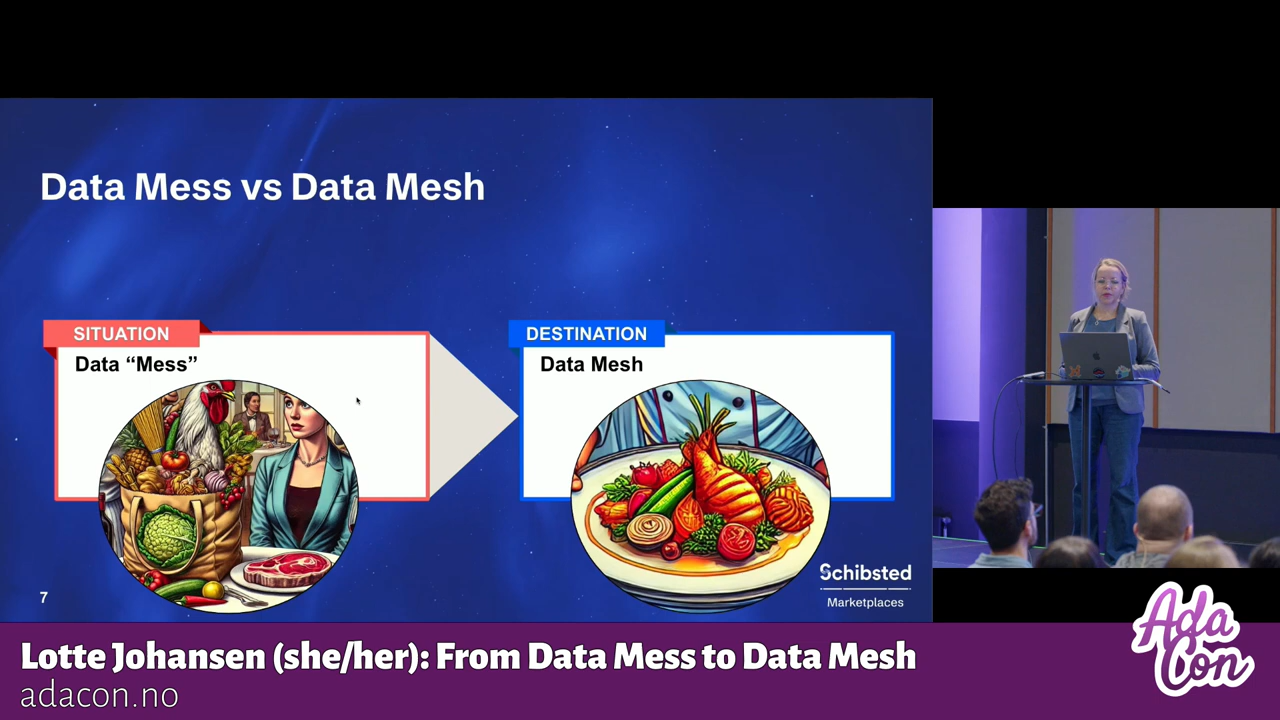 Data Mess vs Data Mesh
SITUATION
Data “Mess”
DESTINATION
Data Mesh
7
Schibsted
Marketplaces
Lotte Johansen (she/her): From Data Mess to Data Mesh
adacon.no
Ada
Con